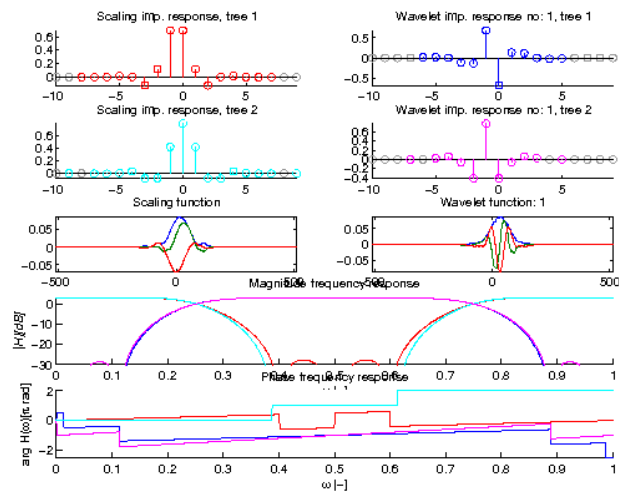 Scaling imp. response, tree 1
Wavelet imp. response no: 1, tree 1
0.6
0.4
0.2
0
-10 -5 0 5
0.5
0
-0.5
-10 -5 0 5
Scaling imp. response, tree 2
Wavelet imp. response no: 1, tree 2
0.6
0.4
0.2
0
-10 -5 0 5
0.6
0.4
0.2
0
-0.2
-0.4
-10 -5 0 5
Scaling function
Wavelet function: 1
0.05
0
-0.05
-500 0 500
0.05
0
-0.05
-500 0 500
Magnitude frequency response
|H|[dB]
0
-10
-20
-30
0 0.1 0.2 0.3 0.4 0.5 0.6 0.7 0.8 0.9 1
Phase frequency response
arg H(ω)[π rad]
2
0
-2
0 0.1 0.2 0.3 0.4 0.5 0.6 0.7 0.8 0.9 1
ω [-]